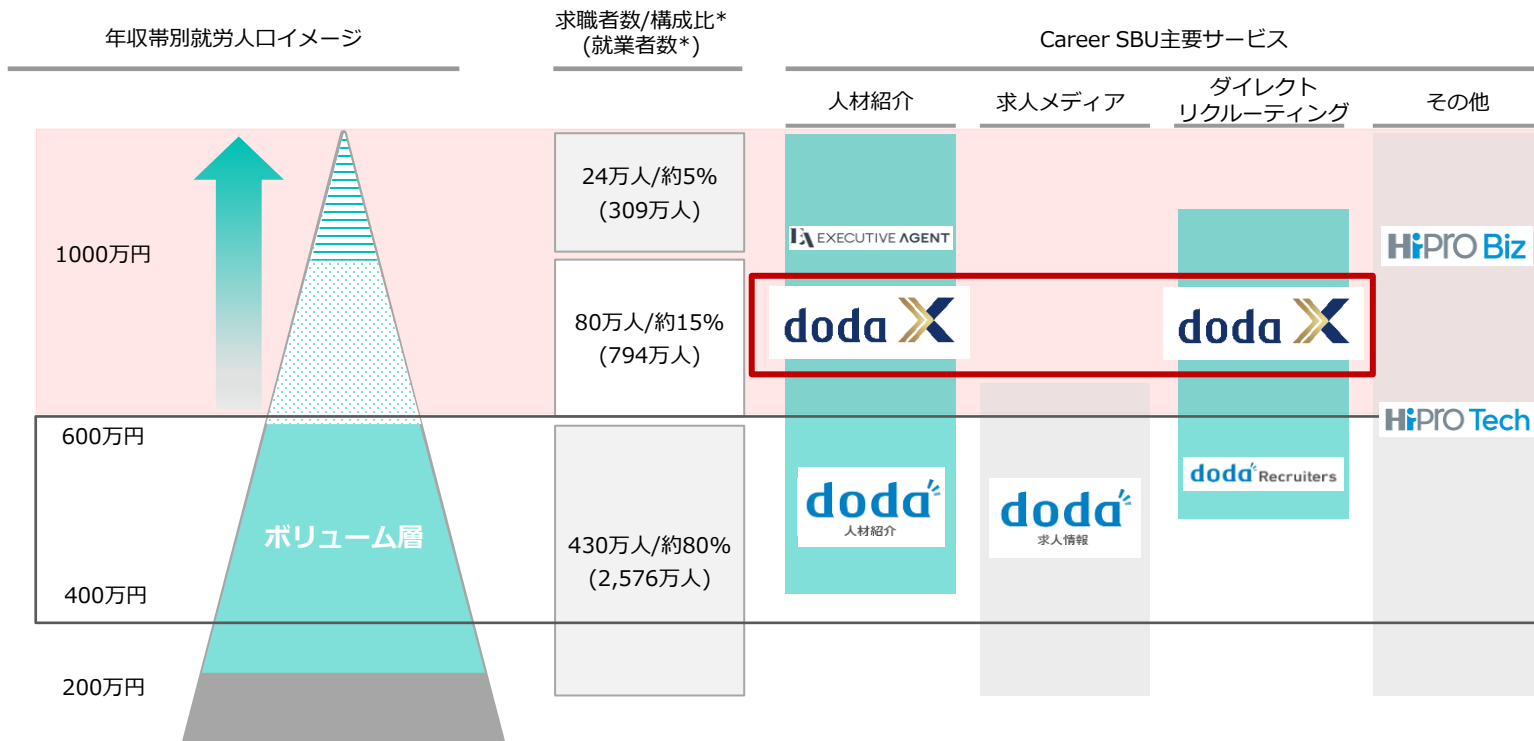 年収帯別就労人口イメージ
求職者数/構成比*
(就業者数*)
Career SBU主要サービス
人材紹介
求人メディア
ダイレクト
リクルーティング
その他
1000万円
600万円
400万円
200万円
ボリューム層
24万人/約5%
(309万人)
80万人/約15%
(794万人)
430万人/約80%
(2,576万人)
EA EXECUTIVE AGENT
doda X
doda
人材紹介
doda
求人情報
doda X
doda Recruiters
HiPRO Biz
HiPRO Tech